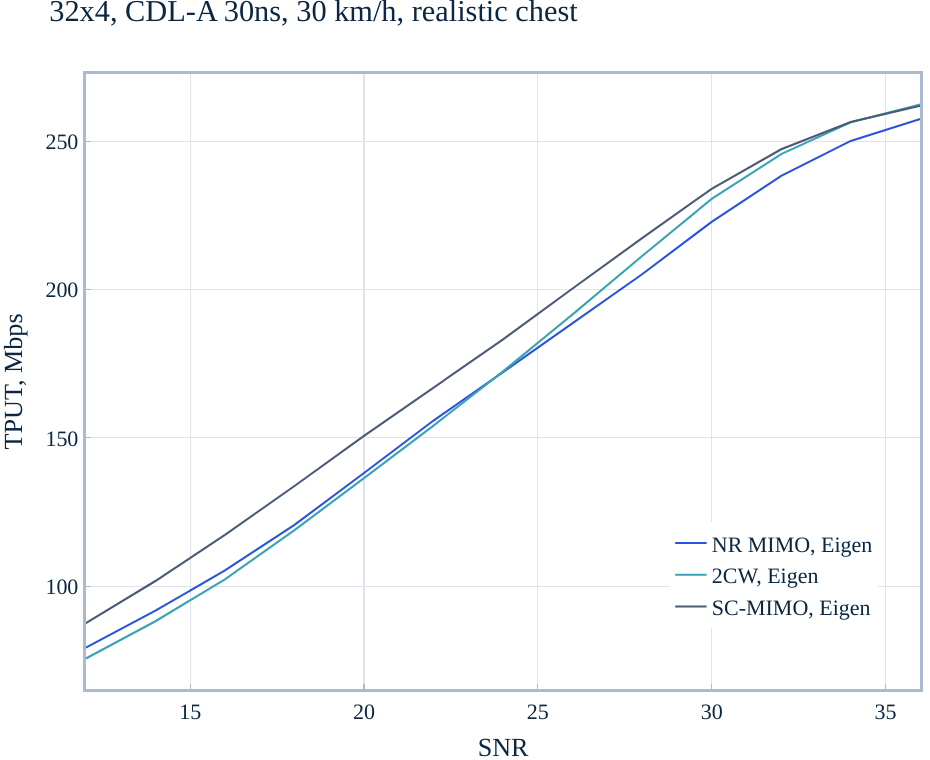 32x4, CDL-A 30ns, 30 km/h, realistic chest
250
200
150
100
TPUT, Mbps
NR MIMO, Eigen
2CW, Eigen
SC-MIMO, Eigen
15 20 25 30 35
SNR